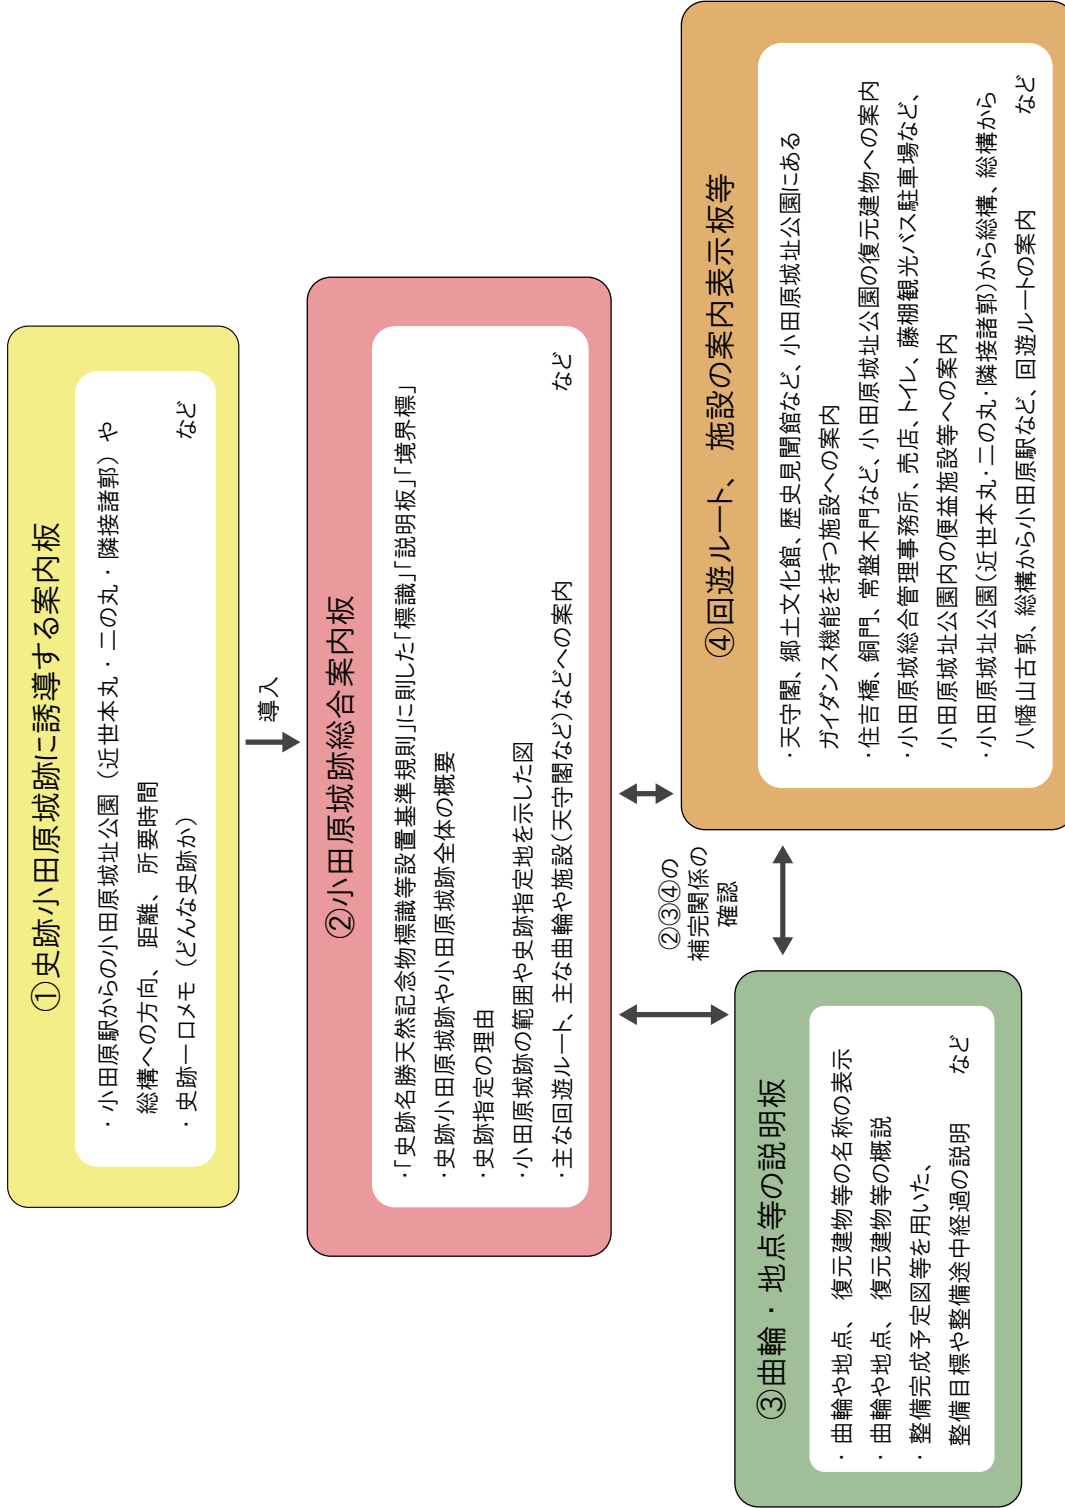 ①史跡小田原城跡に誘導する案内板
・小田原駅からの小田原城址公園（近世本丸・二の丸・隣接諸郭）や
総構への方向、距離、所要時間
・史跡一口メモ（どんな史跡か）　など
導入
②小田原城跡総合案内板
・「史跡名勝天然記念物標識等設置基準規則」に則した「標識」「説明板」「境界標」
・史跡小田原城跡や小田原城跡全体の概要
・史跡指定の理由
・小田原城跡の範囲や史跡指定地を示した図
・主な回遊ルート、主な曲輪や施設（天守閣など）などへの案内　など
②③④の
補完関係の
確認
③曲輪・地点等の説明板
・曲輪や地点、復元建物等の名称の表示
・曲輪や地点、復元建物等の概説
・整備完成予定図等を用いた、
整備目標や整備途中経過の説明　など
④回遊ルート、施設の案内表示板等
・天守閣、郷土文化館、歴史見聞館など、小田原城址公園にある
ガイダンス機能を持つ施設への案内
・住吉橋、銅門、常盤木門など、小田原城址公園の復元建物への案内
・小田原城総合管理事務所、売店、トイレ、藤棚観光バス駐車場など、
小田原城址公園内の便益施設等への案内
・小田原城址公園（近世本丸・二の丸・隣接諸郭）から総構、総構から
八幡山古郭、総構から小田原駅など、回遊ルートの案内　など